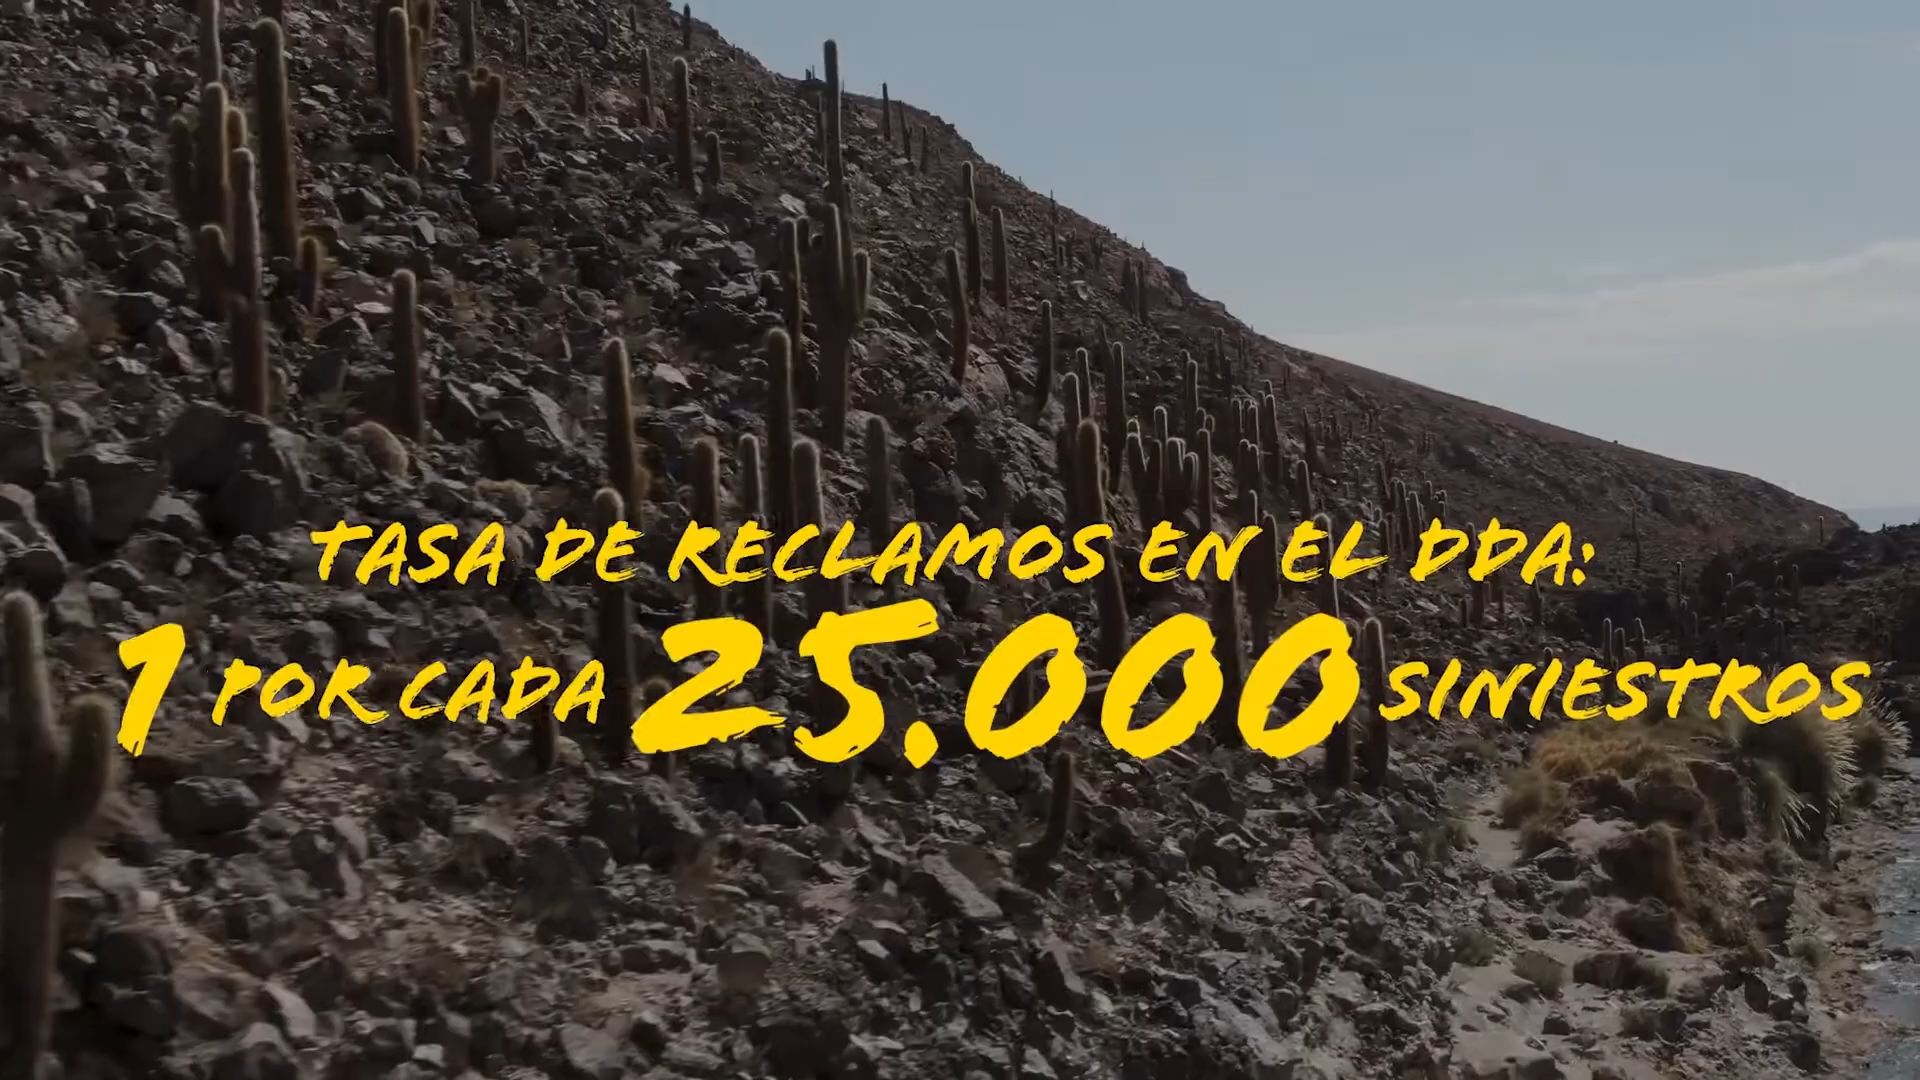 TASA DE RECLAMOS EN EL DDA:
1 POR CADA 25.000 SINIESTROS